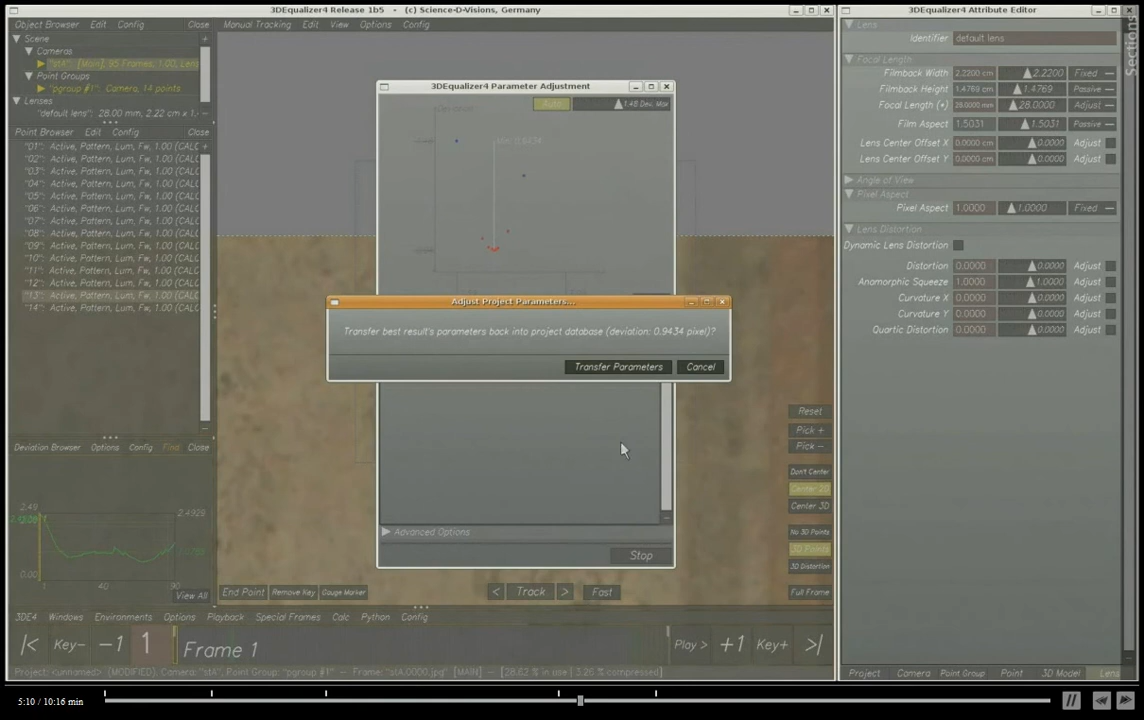 3DEqualizer4 Release 1b5 - (c) Science-D-Visions, Germany
3DEqualizer4 Attribute Editor
Object Browser Edit Config Close
Manual Tracking Edit View Options Config
Scene
Cameras
"stA": [Main], 95 Frames, 1.00, Lens
Point Groups
"pgroup #1": Camera, 14 points
Lenses
"default lens": 28.00 mm, 2.22 cm x 1.
Point Browser Edit Config Close
"01": Active, Pattern, Lum, Fw, 1.00 (CALC
"02": Active, Pattern, Lum, Fw, 1.00 (CALC
"03": Active, Pattern, Lum, Fw, 1.00 (CALC
"04": Active, Pattern, Lum, Fw, 1.00 (CALC
"05": Active, Pattern, Lum, Fw, 1.00 (CALC
"06": Active, Pattern, Lum, Fw, 1.00 (CALC
"07": Active, Pattern, Lum, Fw, 1.00 (CALC
"08": Active, Pattern, Lum, Fw, 1.00 (CALC
"09": Active, Pattern, Lum, Fw, 1.00 (CALC
"10": Active, Pattern, Lum, Fw, 1.00 (CALC
"11": Active, Pattern, Lum, Fw, 1.00 (CALC
"12": Active, Pattern, Lum, Fw, 1.00 (CALC
"13": Active, Pattern, Lum, Fw, 1.00 (CALC
"14": Active, Pattern, Lum, Fw, 1.00 (CALC
Deviation Browser Options Config Find Close
2.49
2.4929
0.00
1 40 90
View All
3DEqualizer4 Parameter Adjustment
Auto 1.48 Dev. Max
Min: 0.9434
Adjust Project Parameters...
Transfer best result's parameters back into project database (deviation: 0.9434 pixel)?
Transfer Parameters Cancel
Advanced Options
Stop
Reset
Pick +
Pick -
Don't Center
Center 2D
Center 3D
No 3D Points
3D Points
3D Distortion
Full Frame
End Point Remove Key Gauge Marker < Track > Fast
3DE4 Windows Environments Options Playback Special Frames Calc Python Config
|< Key- -1 1 Frame 1 Play > +1 Key+ >|
Project: <unnamed> (MODIFIED), Camera: "stA", Point Group: "pgroup #1" - Frame: "stA.0000.jpg" [MAIN] - [28.62 % in use | 3.26 % compressed]
Lens
Identifier default lens
Focal Length
Filmback Width 2.2200 cm 2.2200 Fixed
Filmback Height 1.4769 cm 1.4769 Passive
Focal Length (*) 28.0000 mm 28.0000 Adjust
Film Aspect 1.5031 1.5031 Passive
Lens Center Offset X 0.0000 cm 0.0000 Adjust
Lens Center Offset Y 0.0000 cm 0.0000 Adjust
Angle of View
Pixel Aspect
Pixel Aspect 1.0000 1.0000 Fixed
Lens Distortion
Dynamic Lens Distortion
Distortion 0.0000 0.0000 Adjust
Anamorphic Squeeze 1.0000 1.0000 Adjust
Curvature X 0.0000 0.0000 Adjust
Curvature Y 0.0000 0.0000 Adjust
Quartic Distortion 0.0000 0.0000 Adjust
Project Camera Point Group Point 3D Model Lens
Sections
5:10 / 10:16 min